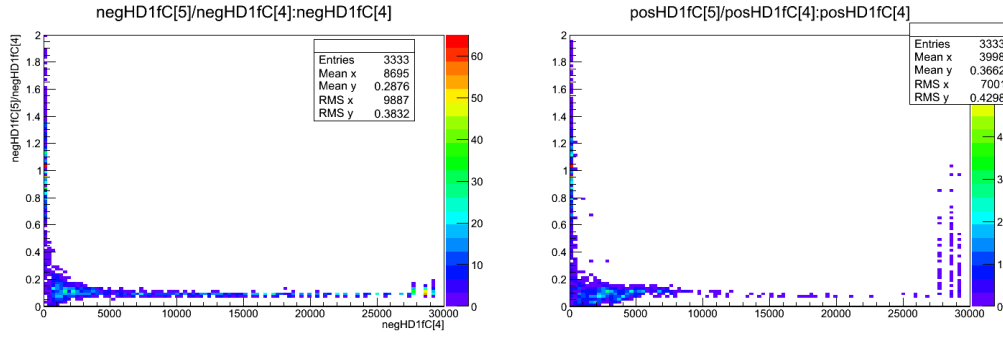 negHD1fC[5]/negHD1fC[4]:negHD1fC[4]
negHD1fC[5]/negHD1fC[4]
2
1.8
1.6
1.4
1.2
1
0.8
0.6
0.4
0.2
0
0 5000 10000 15000 20000 25000 30000
negHD1fC[4]
Entries 3333
Mean x 8695
Mean y 0.2876
RMS x 9887
RMS y 0.3832
60
50
40
30
20
10
0
posHD1fC[5]/posHD1fC[4]:posHD1fC[4]
2
1.8
1.6
1.4
1.2
1
0.8
0.6
0.4
0.2
0
0 5000 10000 15000 20000 25000 30000
Entries 3333
Mean x 3998
Mean y 0.3662
RMS x 7001
RMS y 0.4298